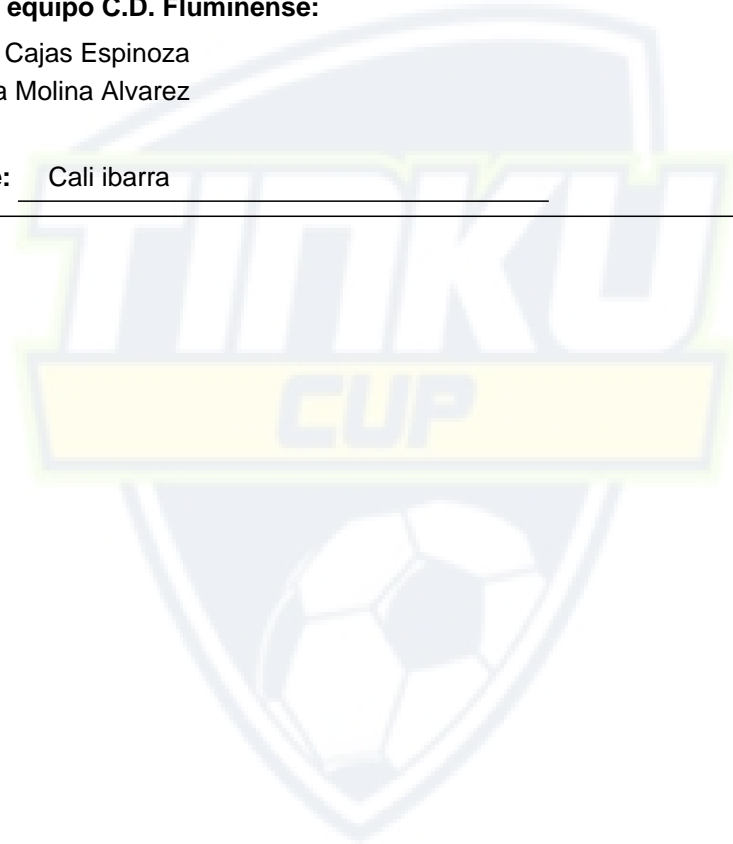 equipo C.D. Fluminense:
Cajas Espinoza
a Molina Alvarez
: Cali ibarra
TINKU
CUP